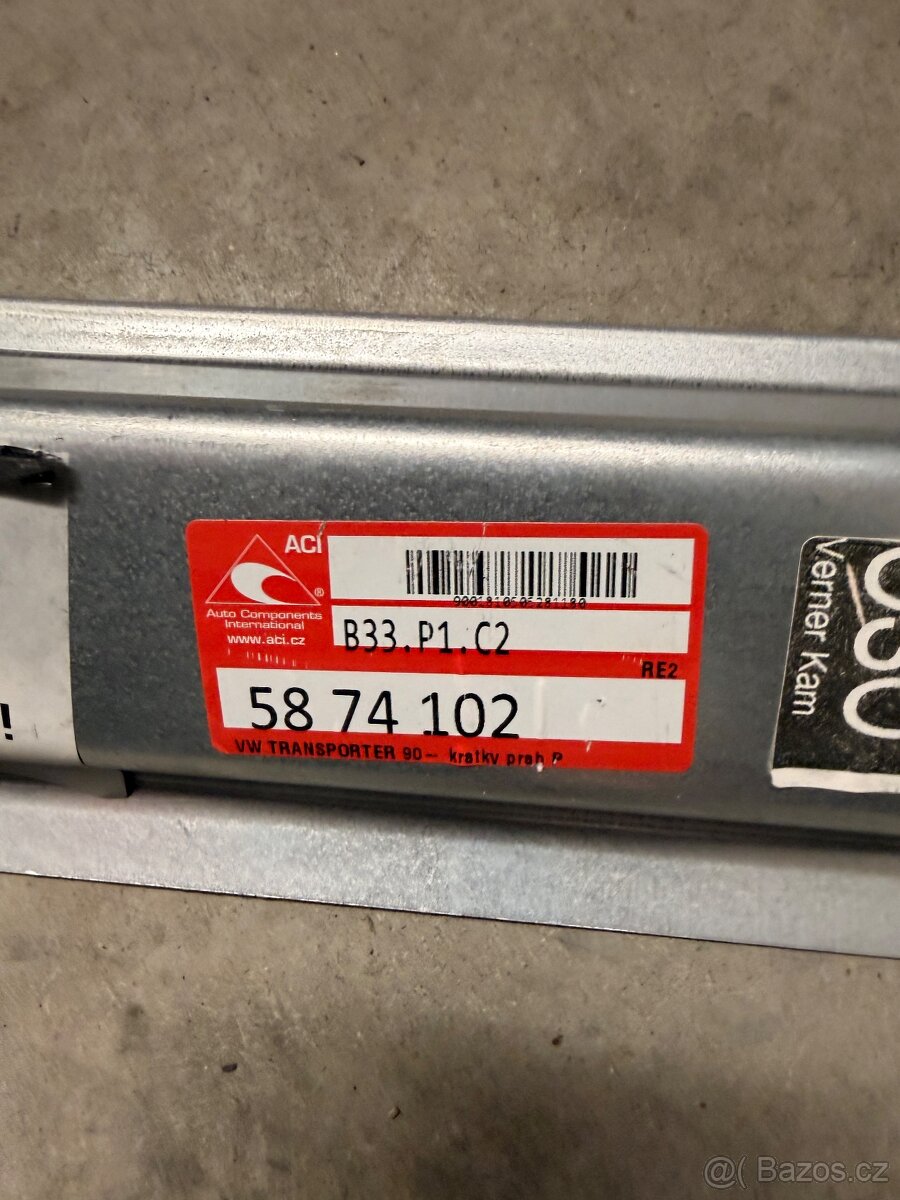 ACI
®
Auto Components
International
www.aci.cz
B33.P1.C2
RE2
58 74 102
VW TRANSPORTER 90- kratky prah P
!
Verner Kam
@( Bazos.cz